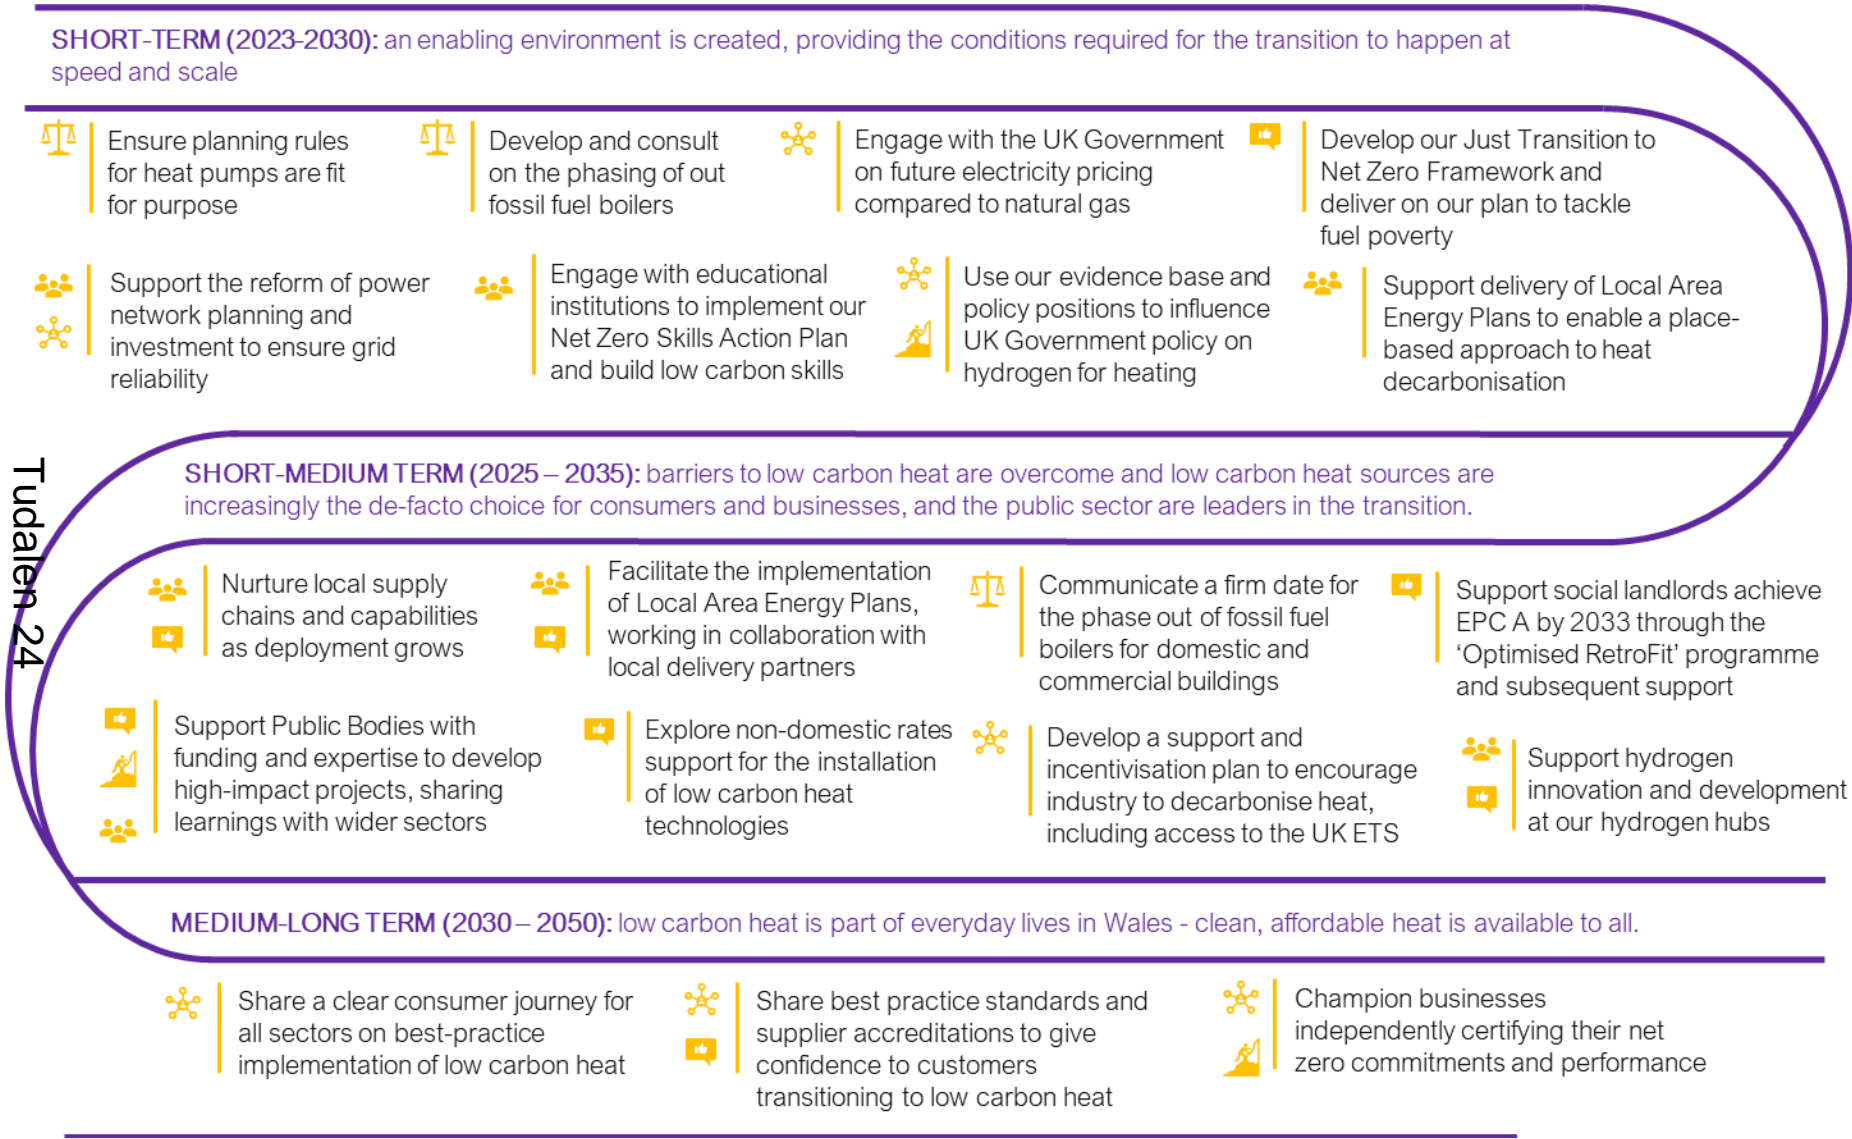 SHORT-TERM (2023-2030): an enabling environment is created, providing the conditions required for the transition to happen at
speed and scale
Ensure planning rules
for heat pumps are fit
for purpose
Develop and consult
on the phasing of out
fossil fuel boilers
Engage with the UK Government
on future electricity pricing
compared to natural gas
Develop our Just Transition to
Net Zero Framework and
deliver on our plan to tackle
fuel poverty
Support the reform of power
network planning and
investment to ensure grid
reliability
Engage with educational
institutions to implement our
Net Zero Skills Action Plan
and build low carbon skills
Use our evidence base and
policy positions to influence
UK Government policy on
hydrogen for heating
Support delivery of Local Area
Energy Plans to enable a place-
based approach to heat
decarbonisation
Tudalen 24
SHORT-MEDIUM TERM (2025 – 2035): barriers to low carbon heat are overcome and low carbon heat sources are
increasingly the de-facto choice for consumers and businesses, and the public sector are leaders in the transition.
Nurture local supply
chains and capabilities
as deployment grows
Facilitate the implementation
of Local Area Energy Plans,
working in collaboration with
local delivery partners
Communicate a firm date for
the phase out of fossil fuel
boilers for domestic and
commercial buildings
Support social landlords achieve
EPC A by 2033 through the
‘Optimised RetroFit’ programme
and subsequent support
Support Public Bodies with
funding and expertise to develop
high-impact projects, sharing
learnings with wider sectors
Explore non-domestic rates
support for the installation
of low carbon heat
technologies
Develop a support and
incentivisation plan to encourage
industry to decarbonise heat,
including access to the UK ETS
Support hydrogen
innovation and development
at our hydrogen hubs
MEDIUM-LONG TERM (2030 – 2050): low carbon heat is part of everyday lives in Wales - clean, affordable heat is available to all.
Share a clear consumer journey for
all sectors on best-practice
implementation of low carbon heat
Share best practice standards and
supplier accreditations to give
confidence to customers
transitioning to low carbon heat
Champion businesses
independently certifying their net
zero commitments and performance